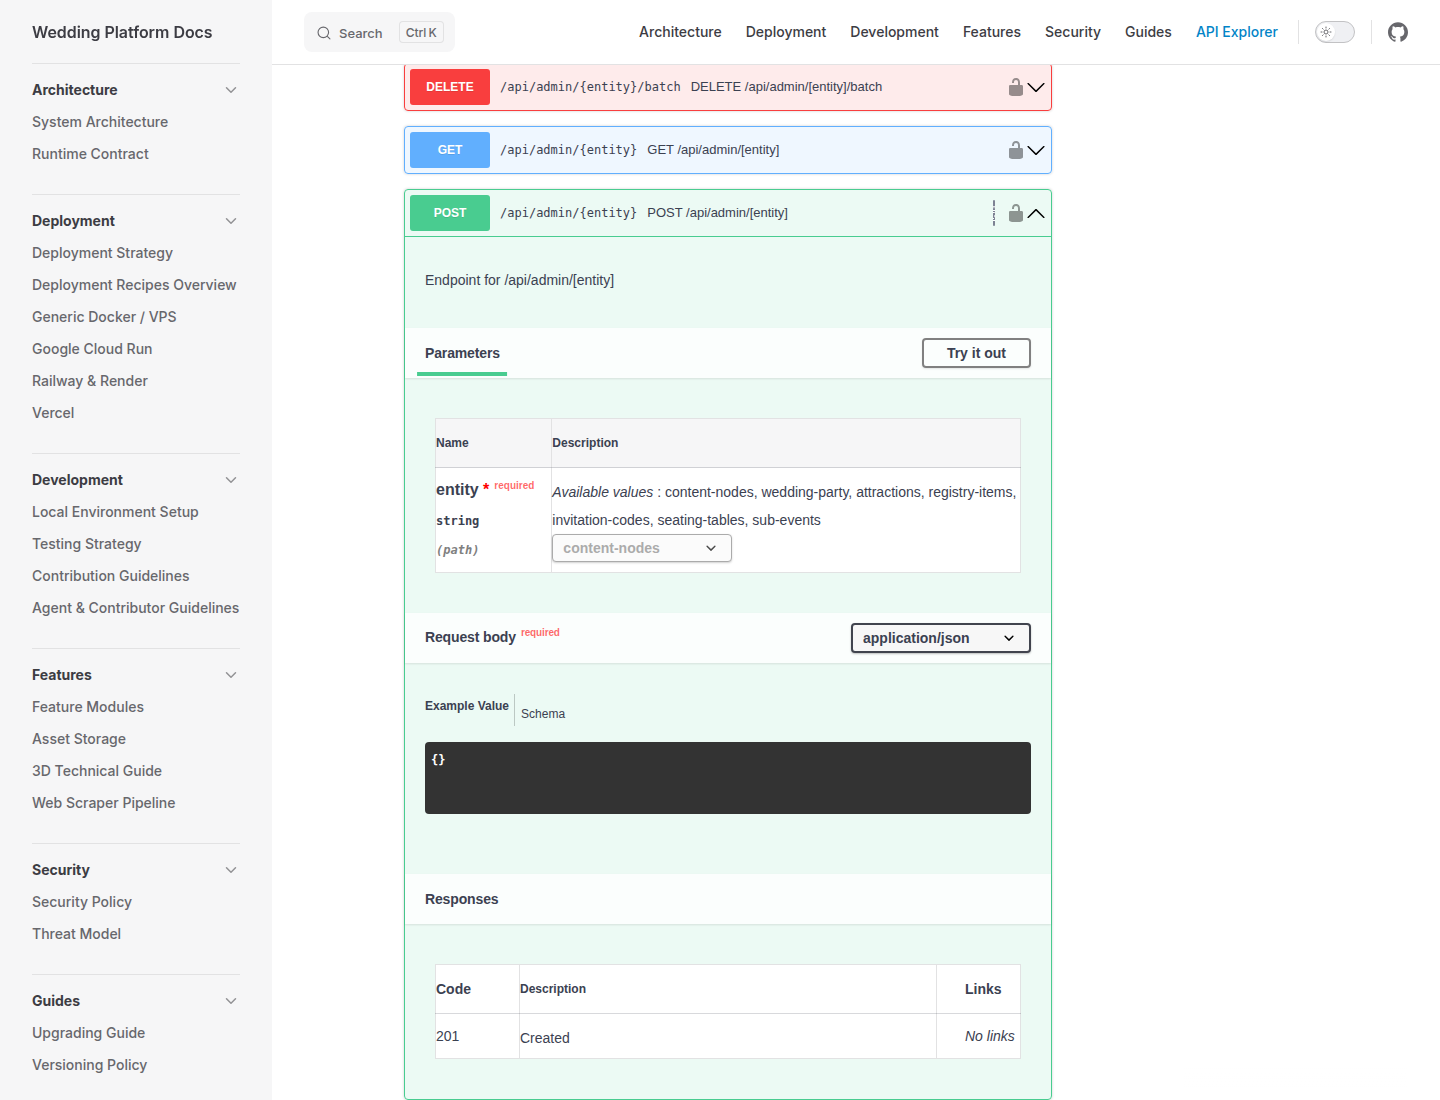 Wedding Platform Docs
Search Ctrl K
Architecture Deployment Development Features Security Guides API Explorer
Architecture
System Architecture
Runtime Contract
Deployment
Deployment Strategy
Deployment Recipes Overview
Generic Docker / VPS
Google Cloud Run
Railway & Render
Vercel
Development
Local Environment Setup
Testing Strategy
Contribution Guidelines
Agent & Contributor Guidelines
Features
Feature Modules
Asset Storage
3D Technical Guide
Web Scraper Pipeline
Security
Security Policy
Threat Model
Guides
Upgrading Guide
Versioning Policy
DELETE /api/admin/{entity}/batch DELETE /api/admin/[entity]/batch
GET /api/admin/{entity} GET /api/admin/[entity]
POST /api/admin/{entity} POST /api/admin/[entity]
Endpoint for /api/admin/[entity]
Parameters Try it out
Name Description
entity * required
string
(path)
Available values : content-nodes, wedding-party, attractions, registry-items,
invitation-codes, seating-tables, sub-events
content-nodes
Request body required application/json
Example Value Schema
{}
Responses
Code Description Links
201 Created No links